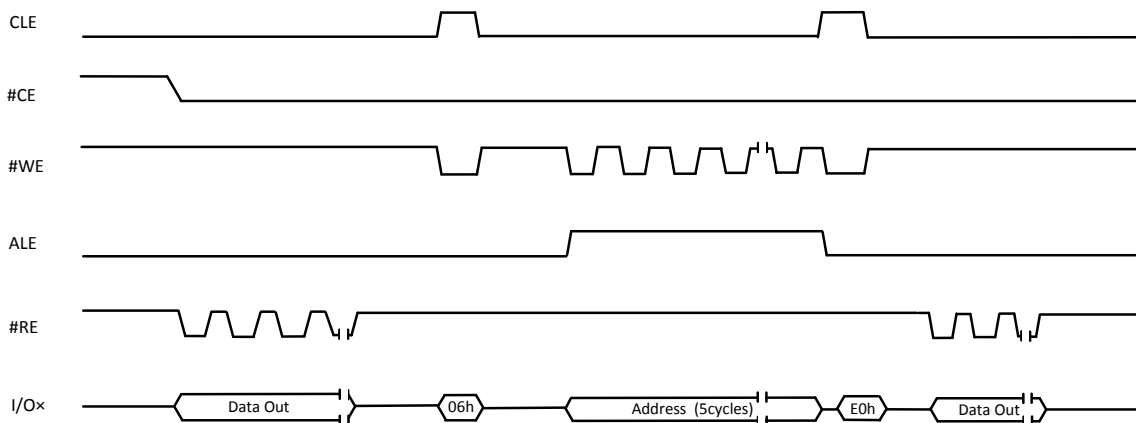 CLE
#CE
#WE
ALE
#RE
I/O×
Data Out
06h
Address (5cycles)
E0h
Data Out